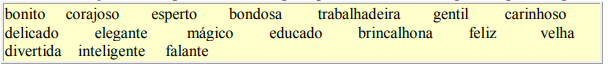 bonito corajoso esperto bondosa trabalhadeira gentil carinhoso
delicado elegante mágico educado brincalhona feliz velha
divertida inteligente falante